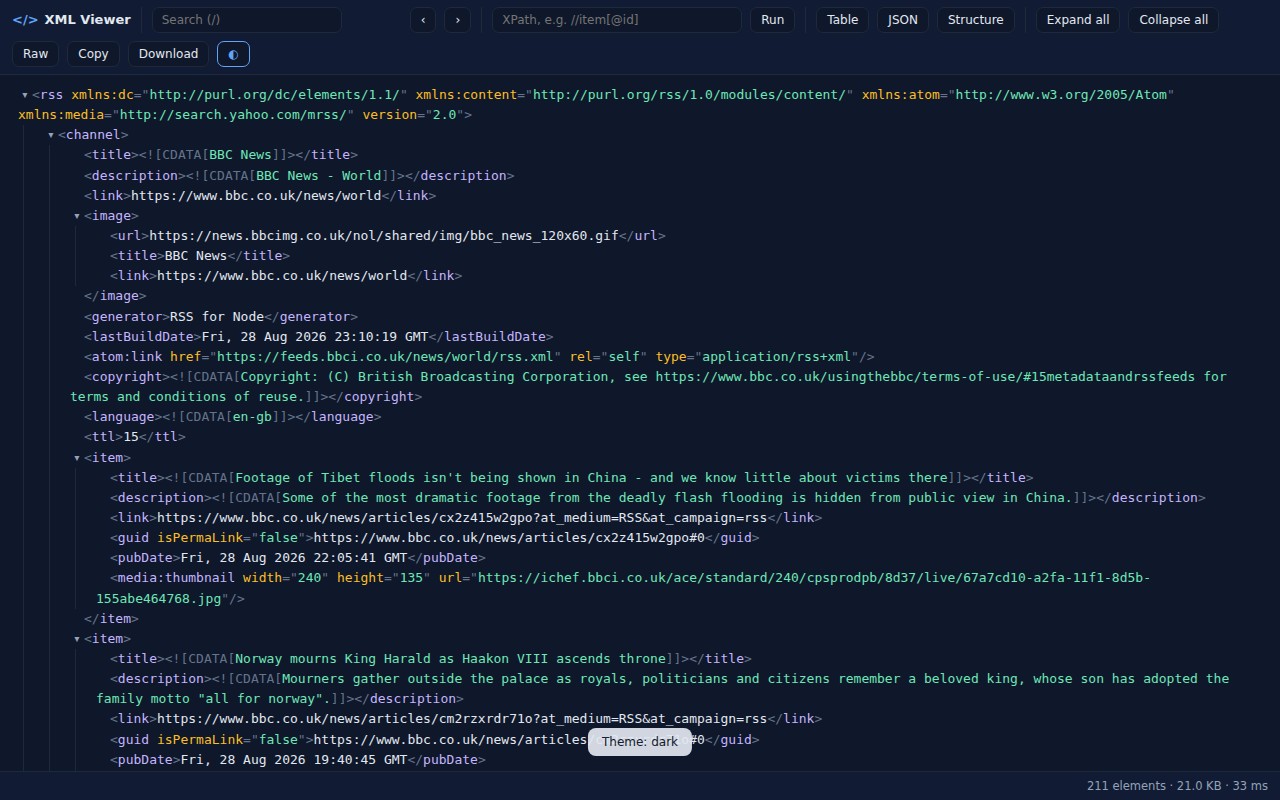 </> XML Viewer Search (/) ‹ › XPath, e.g. //item[@id] Run Table JSON Structure Expand all Collapse all
Raw Copy Download ◐
▾ <rss xmlns:dc="http://purl.org/dc/elements/1.1/" xmlns:content="http://purl.org/rss/1.0/modules/content/" xmlns:atom="http://www.w3.org/2005/Atom"
xmlns:media="http://search.yahoo.com/mrss/" version="2.0">
▾ <channel>
<title><![CDATA[BBC News]]></title>
<description><![CDATA[BBC News - World]]></description>
<link>https://www.bbc.co.uk/news/world</link>
▾ <image>
<url>https://news.bbcimg.co.uk/nol/shared/img/bbc_news_120x60.gif</url>
<title>BBC News</title>
<link>https://www.bbc.co.uk/news/world</link>
</image>
<generator>RSS for Node</generator>
<lastBuildDate>Fri, 28 Aug 2026 23:10:19 GMT</lastBuildDate>
<atom:link href="https://feeds.bbci.co.uk/news/world/rss.xml" rel="self" type="application/rss+xml"/>
<copyright><![CDATA[Copyright: (C) British Broadcasting Corporation, see https://www.bbc.co.uk/usingthebbc/terms-of-use/#15metadataandrssfeeds for
terms and conditions of reuse.]]></copyright>
<language><![CDATA[en-gb]]></language>
<ttl>15</ttl>
▾ <item>
<title><![CDATA[Footage of Tibet floods isn't being shown in China - and we know little about victims there]]></title>
<description><![CDATA[Some of the most dramatic footage from the deadly flash flooding is hidden from public view in China.]]></description>
<link>https://www.bbc.co.uk/news/articles/cx2z415w2gpo?at_medium=RSS&at_campaign=rss</link>
<guid isPermaLink="false">https://www.bbc.co.uk/news/articles/cx2z415w2gpo#0</guid>
<pubDate>Fri, 28 Aug 2026 22:05:41 GMT</pubDate>
<media:thumbnail width="240" height="135" url="https://ichef.bbci.co.uk/ace/standard/240/cpsprodpb/8d37/live/67a7cd10-a2fa-11f1-8d5b-
155abe464768.jpg"/>
</item>
▾ <item>
<title><![CDATA[Norway mourns King Harald as Haakon VIII ascends throne]]></title>
<description><![CDATA[Mourners gather outside the palace as royals, politicians and citizens remember a beloved king, whose son has adopted the
family motto "all for norway".]]></description>
<link>https://www.bbc.co.uk/news/articles/cm2rzxrdr71o?at_medium=RSS&at_campaign=rss</link>
<guid isPermaLink="false">https://www.bbc.co.uk/news/articles/ #0</guid>
Theme: dark
<pubDate>Fri, 28 Aug 2026 19:40:45 GMT</pubDate>
211 elements · 21.0 KB · 33 ms